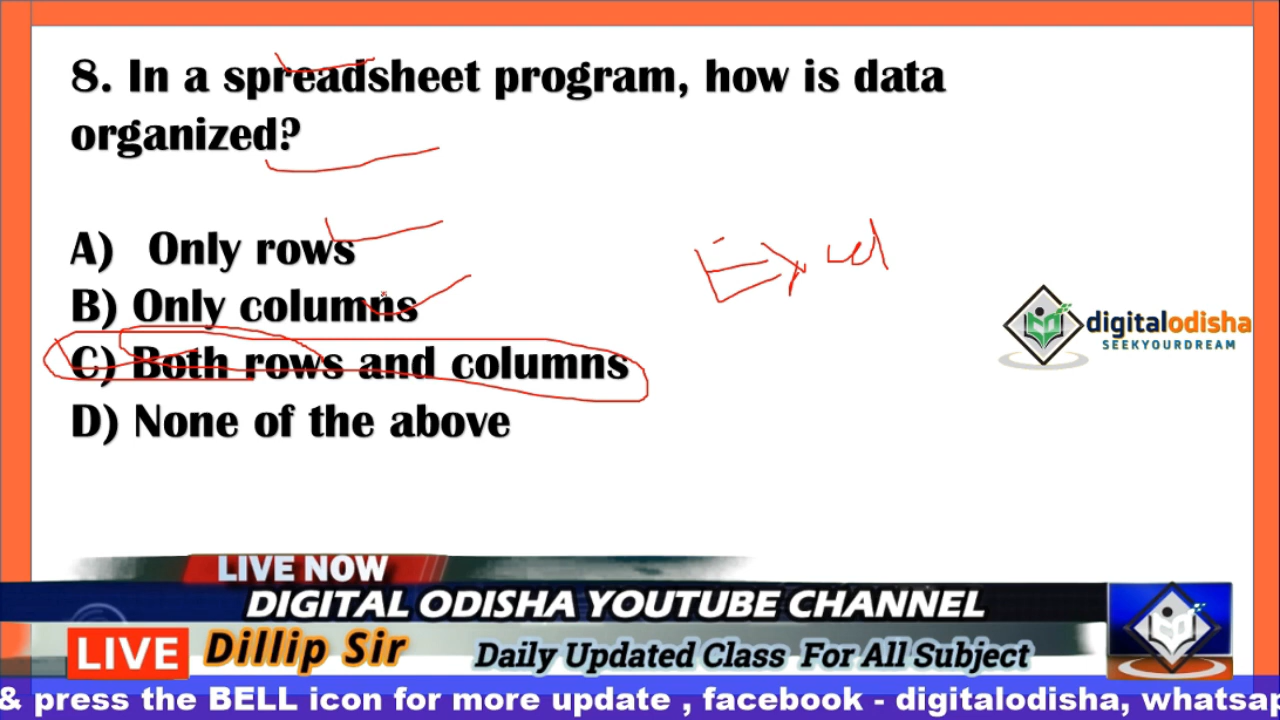 8. In a spreadsheet program, how is data
organized?
A) Only rows
B) Only columns
C) Both rows and columns
D) None of the above
Excel
digitalodisha
SEEKYOURDREAM
LIVE NOW
DIGITAL ODISHA YOUTUBE CHANNEL
LIVE Dillip Sir Daily Updated Class For All Subject
& press the BELL icon for more update , facebook - digitalodisha, whatsap